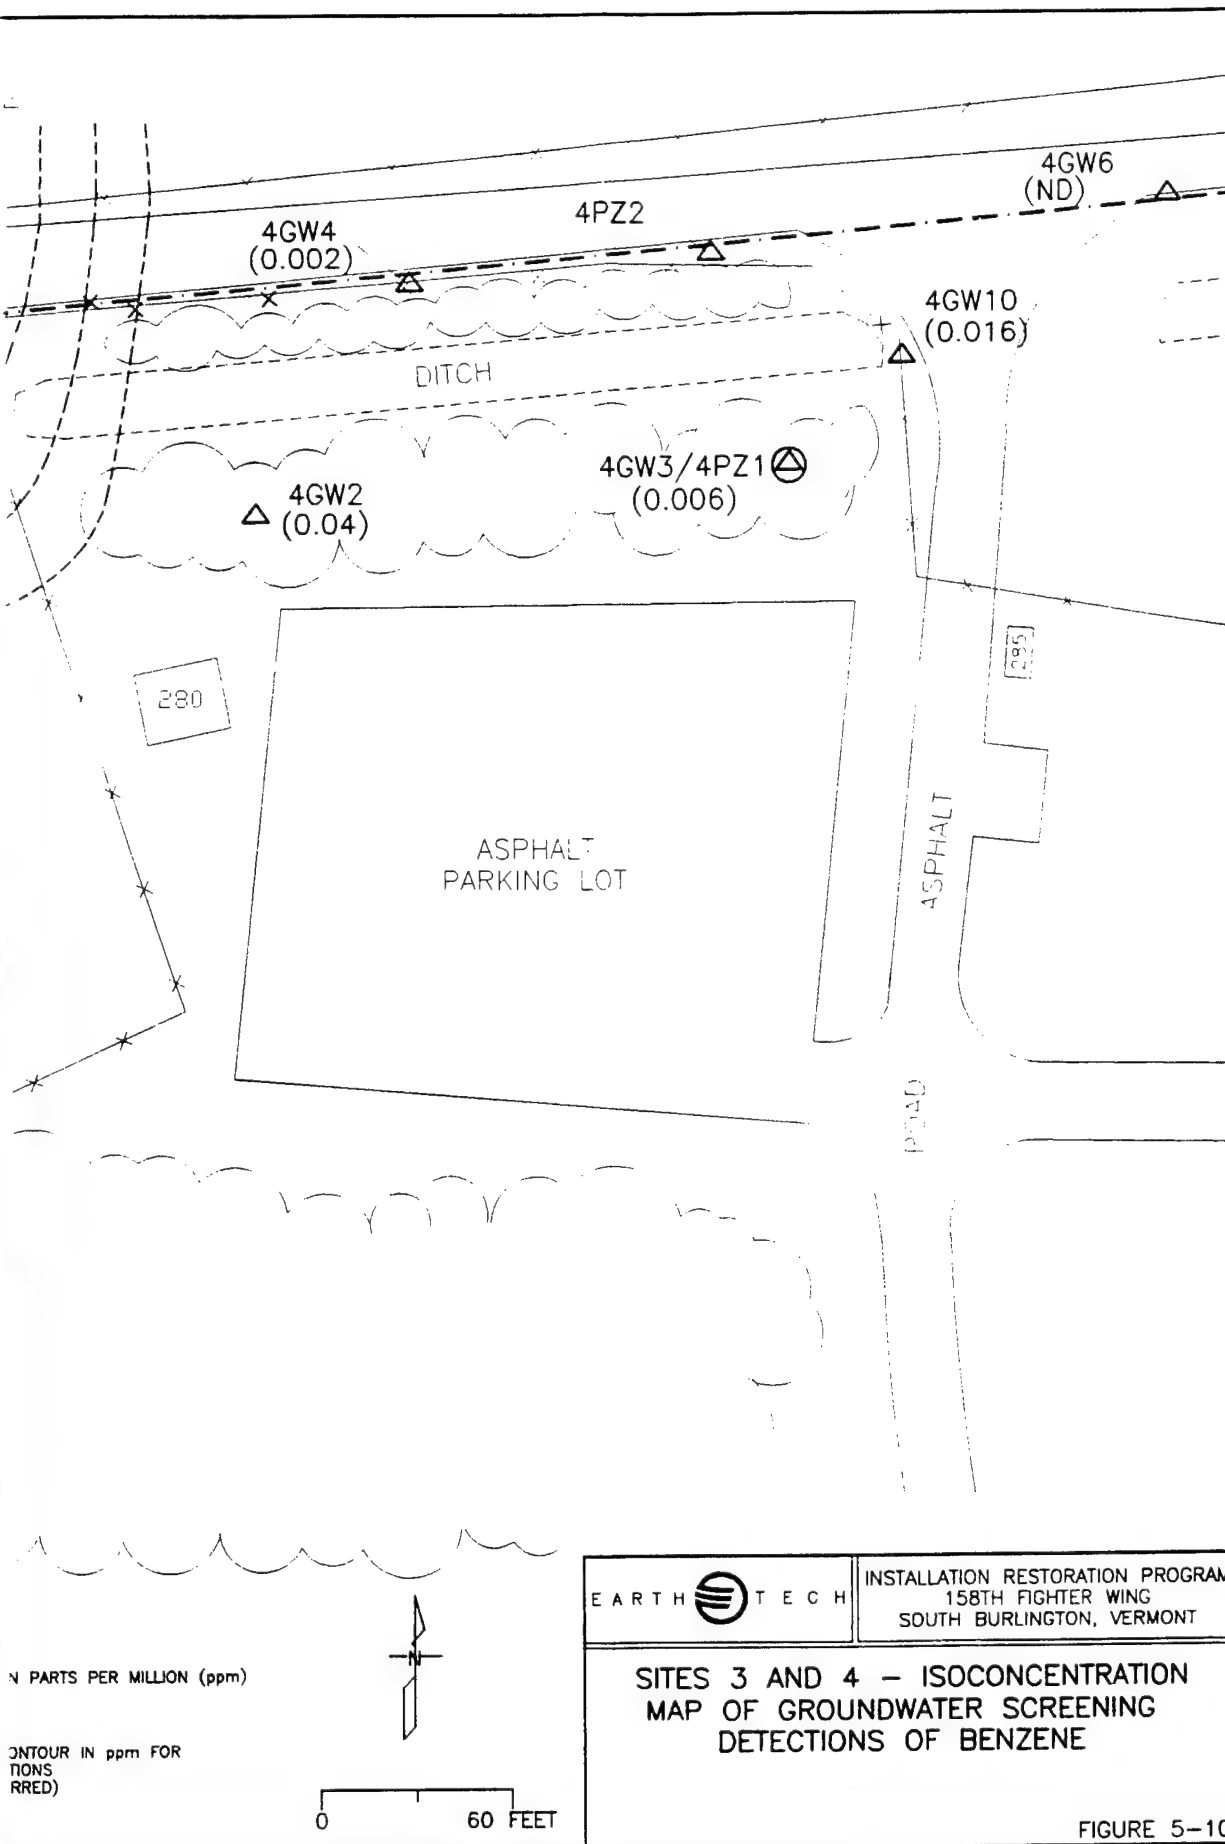 4GW6
(ND)
4PZ2
4GW4
(0.002)
4GW10
(0.016)
DITCH
4GW3/4PZ1
(0.006)
4GW2
(0.04)
280
295
ASPHALT
PARKING LOT
ASPHALT
ROAD
EARTH TECH
INSTALLATION RESTORATION PROGRAM
158TH FIGHTER WING
SOUTH BURLINGTON, VERMONT
N
N PARTS PER MILLION (ppm)
SITES 3 AND 4 – ISOCONCENTRATION
MAP OF GROUNDWATER SCREENING
DETECTIONS OF BENZENE
ONTOUR IN ppm FOR
TIONS
RRED)
0 60 FEET
FIGURE 5–10